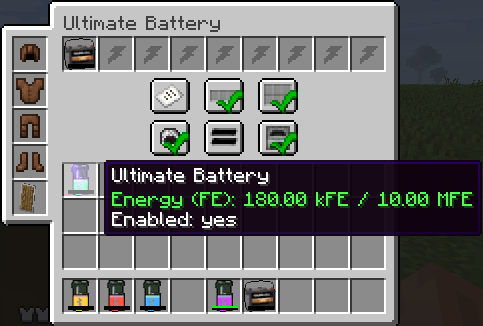 Ultimate Battery
Ultimate Battery
Energy (FE): 180.00 kFE / 10.00 MFE
Enabled: yes